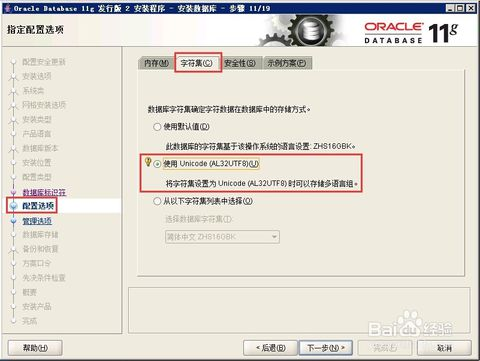 Oracle Database 11g 发行版 2 安装程序 - 安装数据库 - 步骤 11/19
指定配置选项
ORACLE
DATABASE 11g
配置安全更新
安装选项
系统类
网格安装选项
安装类型
产品语言
数据库版本
安装位置
配置类型
数据库标识符
配置选项
管理选项
数据库存储
备份和恢复
方案口令
先决条件检查
概要
安装产品
完成
内存(M) 字符集(C) 安全性(S) 示例方案(P)
数据库字符集确定字符数据在数据库中的存储方式。
使用默认值(D)
此数据库的字符集基于该操作系统的语言设置: ZHS16GBK。
使用 Unicode (AL32UTF8)(U)
将字符集设置为 Unicode (AL32UTF8) 时可以存储多语言组。
从以下字符集列表中选择(O)
选择数据库字符集(T):
简体中文 ZHS16GBK
帮助(H) < 后退(B) 下一步(N) > 完成(F) 取消
Baidu 经验